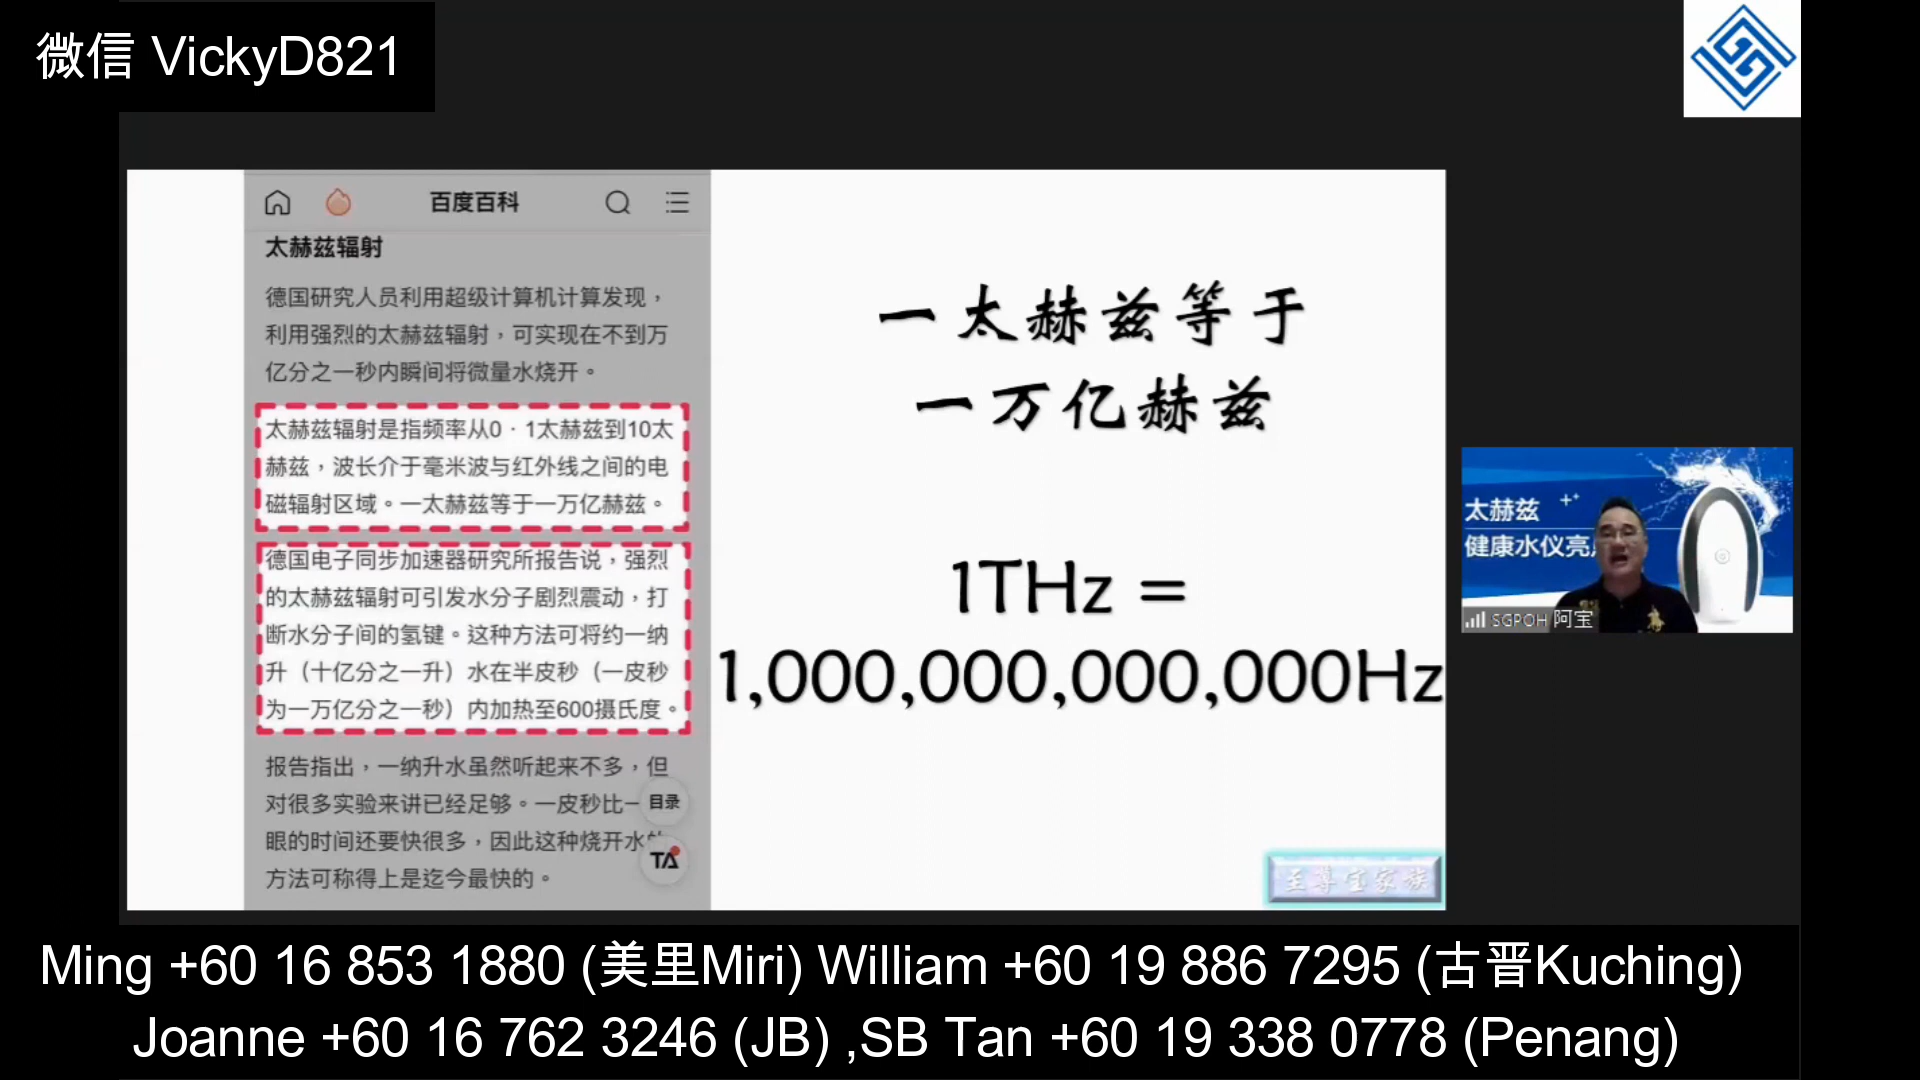 微信 VickyD821
百度百科
太赫兹辐射
德国研究人员利用超级计算机计算发现，
利用强烈的太赫兹辐射，可实现在不到万
亿分之一秒内瞬间将微量水烧开。
太赫兹辐射是指频率从0·1太赫兹到10太
赫兹，波长介于毫米波与红外线之间的电
磁辐射区域。一太赫兹等于一万亿赫兹。
德国电子同步加速器研究所报告说，强烈
的太赫兹辐射可引发水分子剧烈震动，打
断水分子间的氢键。这种方法可将约一纳
升（十亿分之一升）水在半皮秒（一皮秒
为一万亿分之一秒）内加热至600摄氏度。
报告指出，一纳升水虽然听起来不多，但
对很多实验来讲已经足够。一皮秒比一
眼的时间还要快很多，因此这种烧开水的
方法可称得上是迄今最快的。
目录
TA
一太赫兹等于
一万亿赫兹
1THz =
1,000,000,000,000Hz
至尊宝家族
太赫兹 ++
健康水仪亮
SGPOH 阿宝
Ming +60 16 853 1880 (美里Miri) William +60 19 886 7295 (古晋Kuching)
Joanne +60 16 762 3246 (JB) ,SB Tan +60 19 338 0778 (Penang)